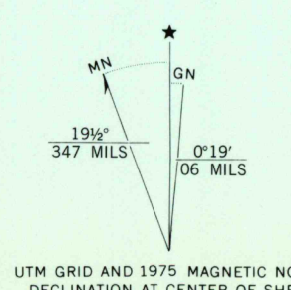 MN
GN
19½°
347 MILS
0°19′
06 MILS
UTM GRID AND 1975 MAGNETIC NO
DECLINATION AT CENTER OF SHE